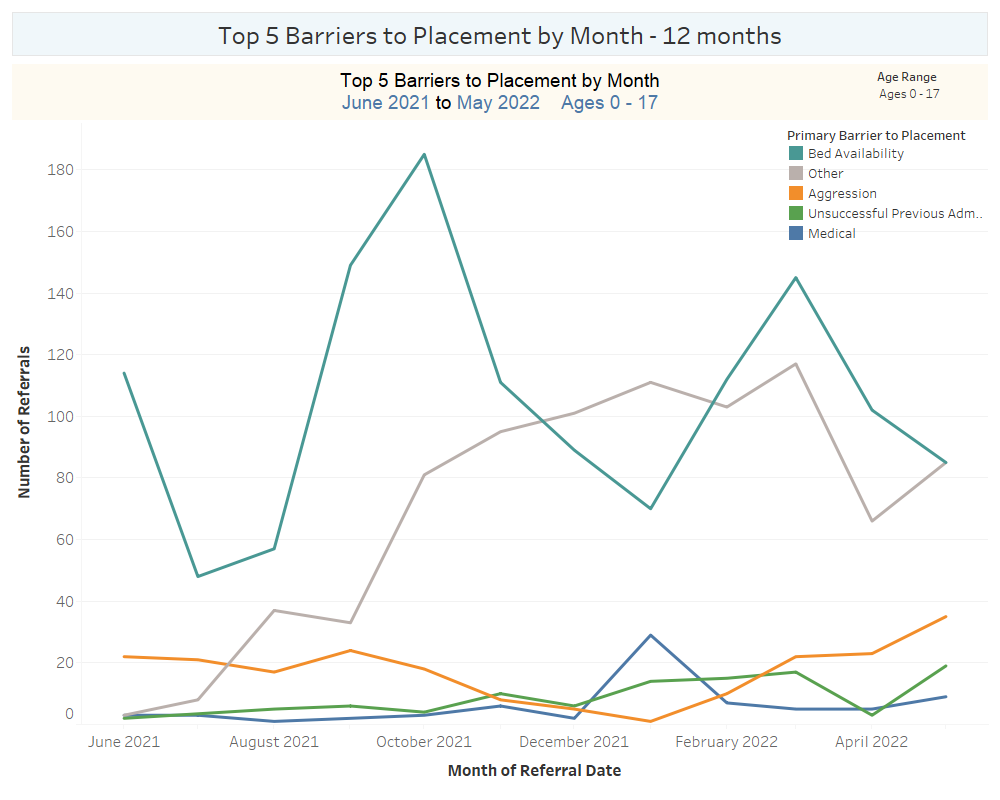 Top 5 Barriers to Placement by Month - 12 months
Top 5 Barriers to Placement by Month
June 2021 to May 2022 Ages 0 - 17
Age Range
Ages 0 - 17
Primary Barrier to Placement
Bed Availability
Other
Aggression
Unsuccessful Previous Adm..
Medical
Number of Referrals
180
160
140
120
100
80
60
40
20
0
June 2021 August 2021 October 2021 December 2021 February 2022 April 2022
Month of Referral Date